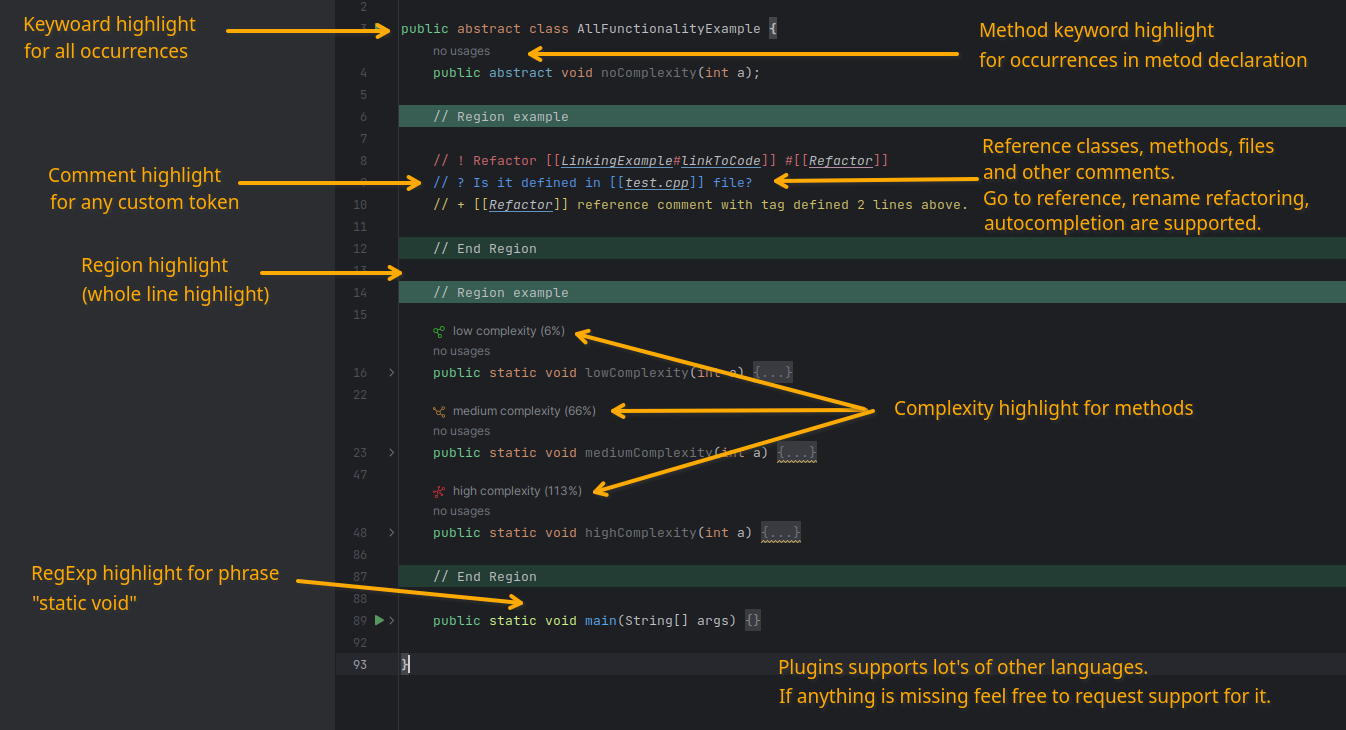 2
Keywoard highlight
for all occurrences
3 public abstract class AllFunctionalityExample {
no usages
Method keyword highlight
for occurrences in metod declaration
4 public abstract void noComplexity(int a);
5
6 // Region example
7
8 // ! Refactor [[LinkingExample#linkToCode]] #[[Refactor]]
9 // ? Is it defined in [[test.cpp]] file?
10 // + [[Refactor]] reference comment with tag defined 2 lines above.
Reference classes, methods, files
and other comments.
Go to reference, rename refactoring,
autocompletion are supported.
Comment highlight
for any custom token
11
12 // End Region
Region highlight
(whole line highlight)
13
14 // Region example
15
low complexity (6%)
no usages
16 public static void lowComplexity(int a) {...}
22
medium complexity (66%)
no usages
Complexity highlight for methods
23 public static void mediumComplexity(int a) {...}
47
high complexity (113%)
no usages
48 public static void highComplexity(int a) {...}
86
87 // End Region
RegExp highlight for phrase
"static void"
88
89 public static void main(String[] args) {}
92
93 }
Plugins supports lot's of other languages.
If anything is missing feel free to request support for it.